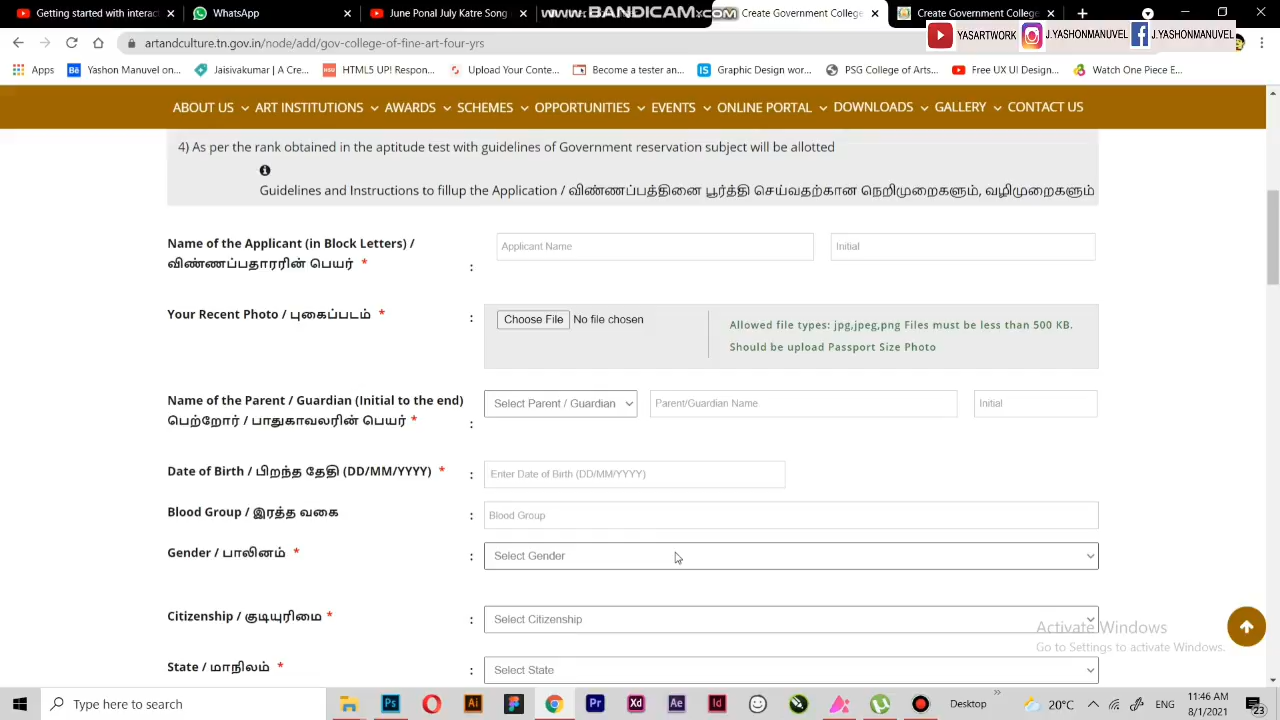 June Ponal July Katre Song
www.BANDICAM.com
Create Government College
Create Government College
artandculture.tn.gov.in/node/add/gov-college-of-fine-art-four-yrs
YASARTWORK
J.YASHONMANUVEL
J.YASHONMANUVEL
Apps
Yashon Manuvel on...
Jaisivakumar | A Crea...
HTML5 UP! Respon...
Upload Your Conte...
Become a tester an...
Graphic Design wor...
PSG College of Arts...
Free UX UI Design...
Watch One Piece E...
ABOUT US
ART INSTITUTIONS
AWARDS
SCHEMES
OPPORTUNITIES
EVENTS
ONLINE PORTAL
DOWNLOADS
GALLERY
CONTACT US
4) As per the rank obtained in the aptitude test with guidelines of Government reservation subject will be allotted
Guidelines and Instructions to fillup the Application / விண்ணப்பத்தினை பூர்த்தி செய்வதற்கான நெறிமுறைகளும், வழிமுறைகளும்
Name of the Applicant (in Block Letters) /
விண்ணப்பதாரரின் பெயர் *
:
Applicant Name
Initial
Your Recent Photo / புகைப்படம் *
:
Choose File No file chosen
Allowed file types: jpg,jpeg,png Files must be less than 500 KB.
Should be upload Passport Size Photo
Name of the Parent / Guardian (Initial to the end)
பெற்றோர் / பாதுகாவலரின் பெயர் *
:
Select Parent / Guardian
Parent/Guardian Name
Initial
Date of Birth / பிறந்த தேதி (DD/MM/YYYY) *
:
Enter Date of Birth (DD/MM/YYYY)
Blood Group / இரத்த வகை
:
Blood Group
Gender / பாலினம் *
:
Select Gender
Citizenship / குடியுரிமை *
:
Select Citizenship
Activate Windows
Go to Settings to activate Windows.
State / மாநிலம் *
:
Select State
Type here to search
Desktop
20°C
ENG
11:46 AM
8/1/2021
23